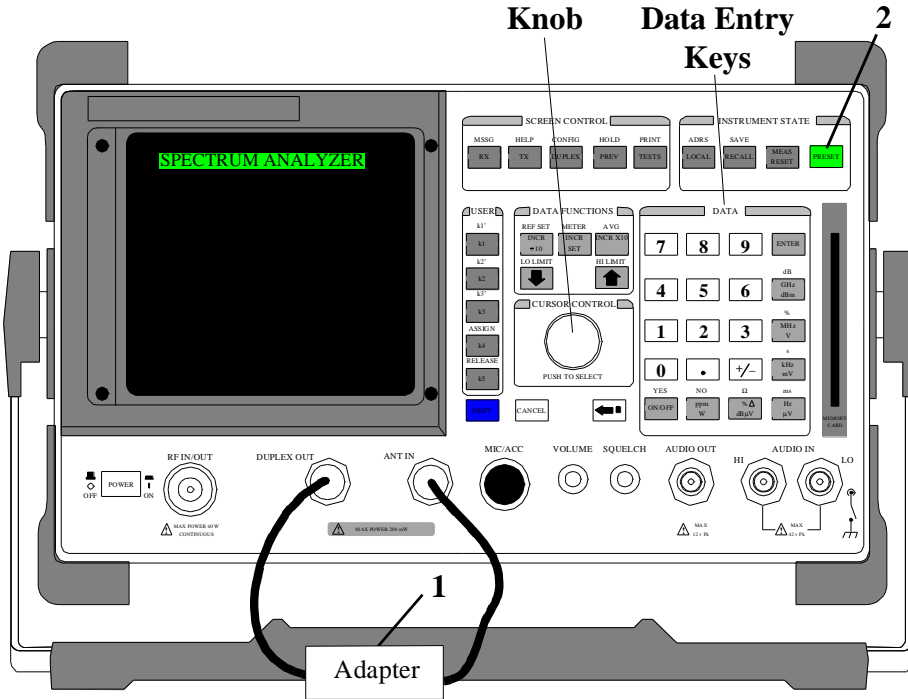 Knob
Data Entry
Keys
2
SPECTRUM ANALYZER
SCREEN CONTROL
MSSG HELP CONFIG HOLD PRINT
RX TX DUPLEX PREV TESTS
INSTRUMENT STATE
ADRS SAVE
LOCAL RECALL MEAS RESET PRESET
USER
k1'
k1
k2'
k2
k3'
k3
ASSIGN
k4
RELEASE
k5
DATA FUNCTIONS
REF SET METER AVG
INCR ÷10 INCR SET INCR X10
LO LIMIT HI LIMIT
CURSOR CONTROL
PUSH TO SELECT
DATA
7 8 9 ENTER
dB
4 5 6 GHz dBm
%
1 2 3 MHz V
s
0 . +/− kHz mV
YES NO Ω ms
ON/OFF ppm W %Δ dBµV Hz µV
SHIFT CANCEL
MEMORY
CARD
OFF POWER ON
RF IN/OUT
MAX POWER 60 W
CONTINUOUS
DUPLEX OUT
ANT IN
MAX POWER 200 mW
MIC/ACC
VOLUME
SQUELCH
AUDIO OUT
MAX
12 v Pk
AUDIO IN
HI LO
MAX
42 v Pk
1
Adapter